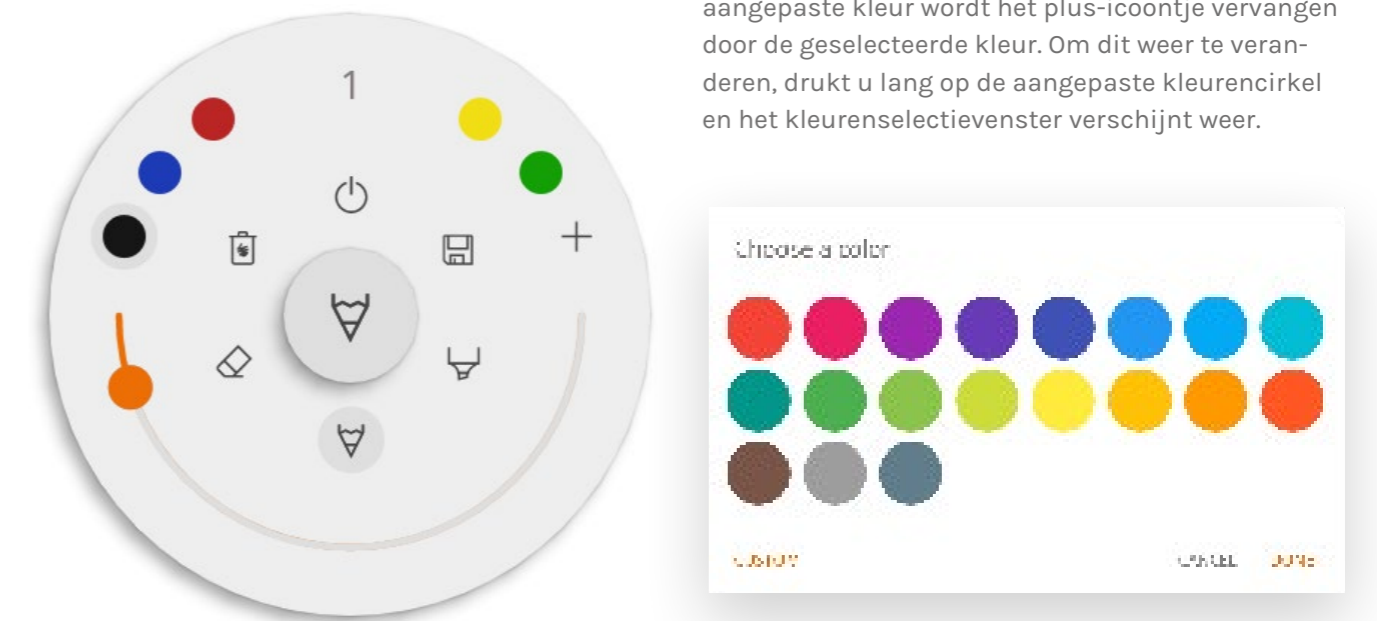 aangepaste kleur wordt het plus-icoontje vervangen
door de geselecteerde kleur. Om dit weer te veran-
deren, drukt u lang op de aangepaste kleurencirkel
en het kleurenselectievenster verschijnt weer.
1
Choose a color
CUSTOM
CANCEL
DONE